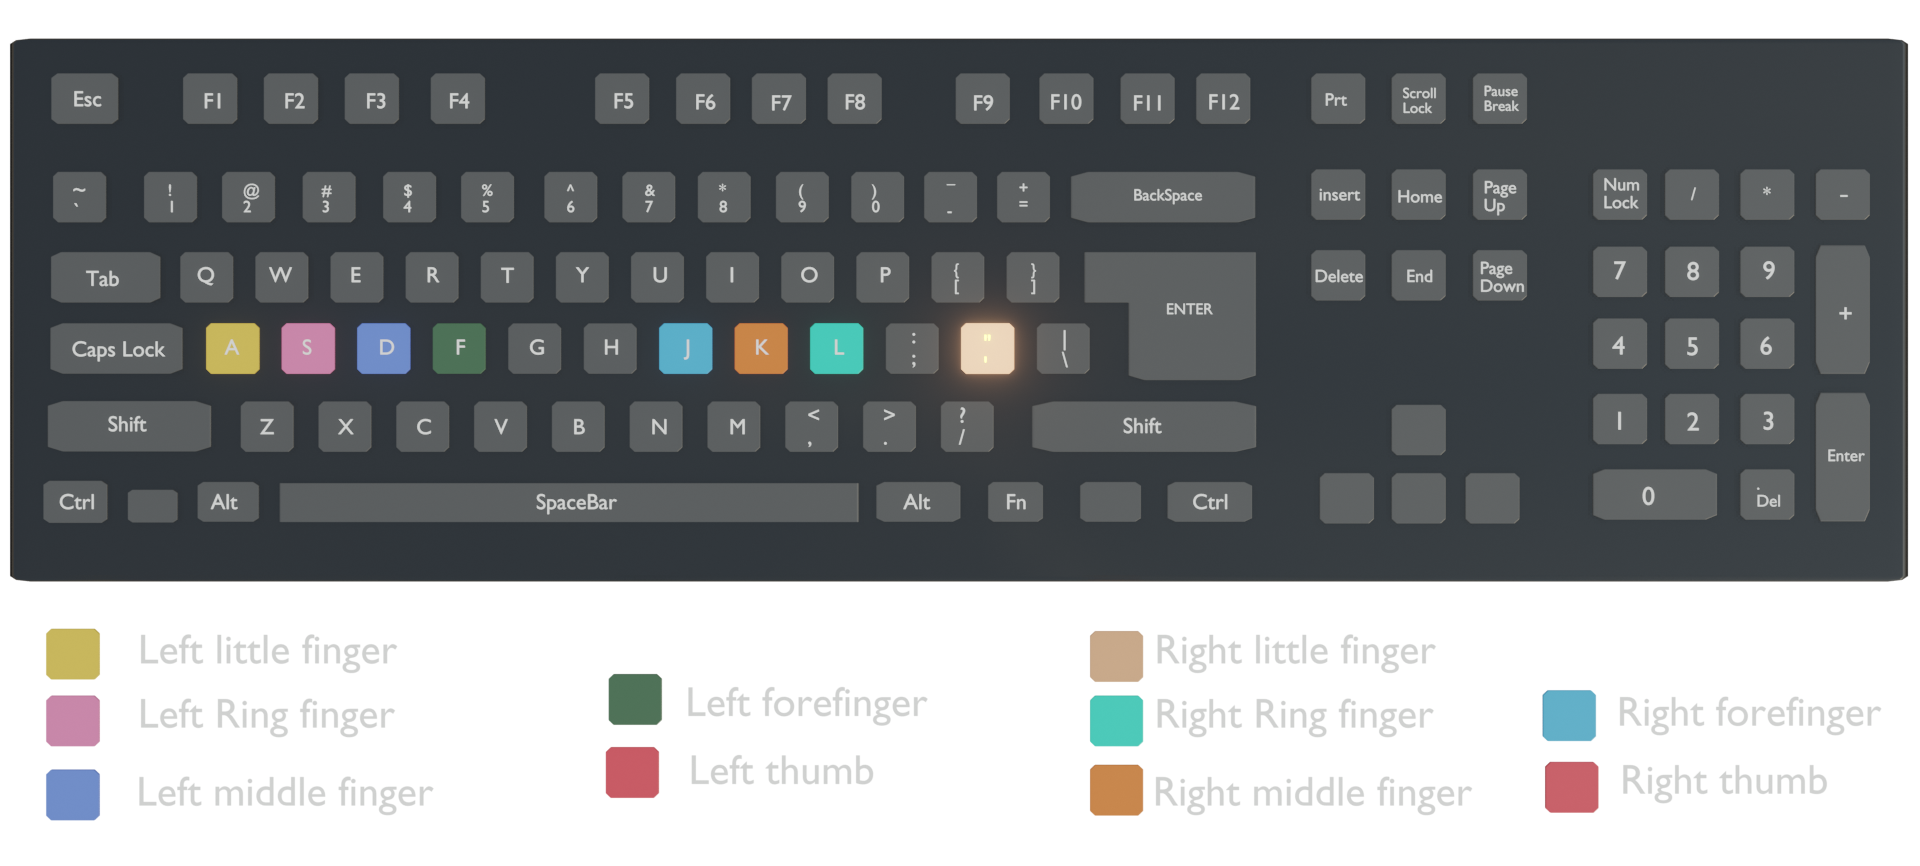 Esc F1 F2 F3 F4 F5 F6 F7 F8 F9 F10 F11 F12 Prt Scroll Lock Pause Break
~ ` ! 1 @ 2 # 3 $ 4 % 5 ^ 6 & 7 * 8 ( 9 ) 0 _ - + = BackSpace insert Home Page Up Num Lock / * -
Tab Q W E R T Y U I O P { [ } ] ENTER Delete End Page Down 7 8 9 +
Caps Lock A S D F G H J K L : ; " ' | \ 4 5 6
Shift Z X C V B N M < , > . ? / Shift 1 2 3 Enter
Ctrl Alt SpaceBar Alt Fn Ctrl 0 . Del
Left little finger
Left Ring finger
Left middle finger
Left forefinger
Left thumb
Right little finger
Right Ring finger
Right middle finger
Right forefinger
Right thumb